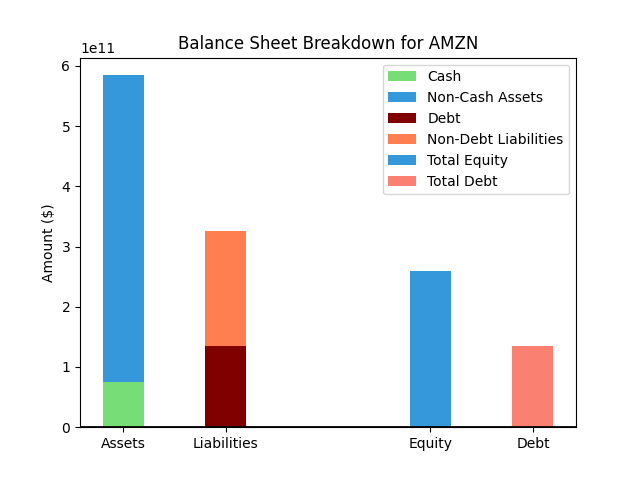 Balance Sheet Breakdown for AMZN
1e11
6
5
4
3
2
1
0
Amount ($)
Cash
Non-Cash Assets
Debt
Non-Debt Liabilities
Total Equity
Total Debt
Assets
Liabilities
Equity
Debt